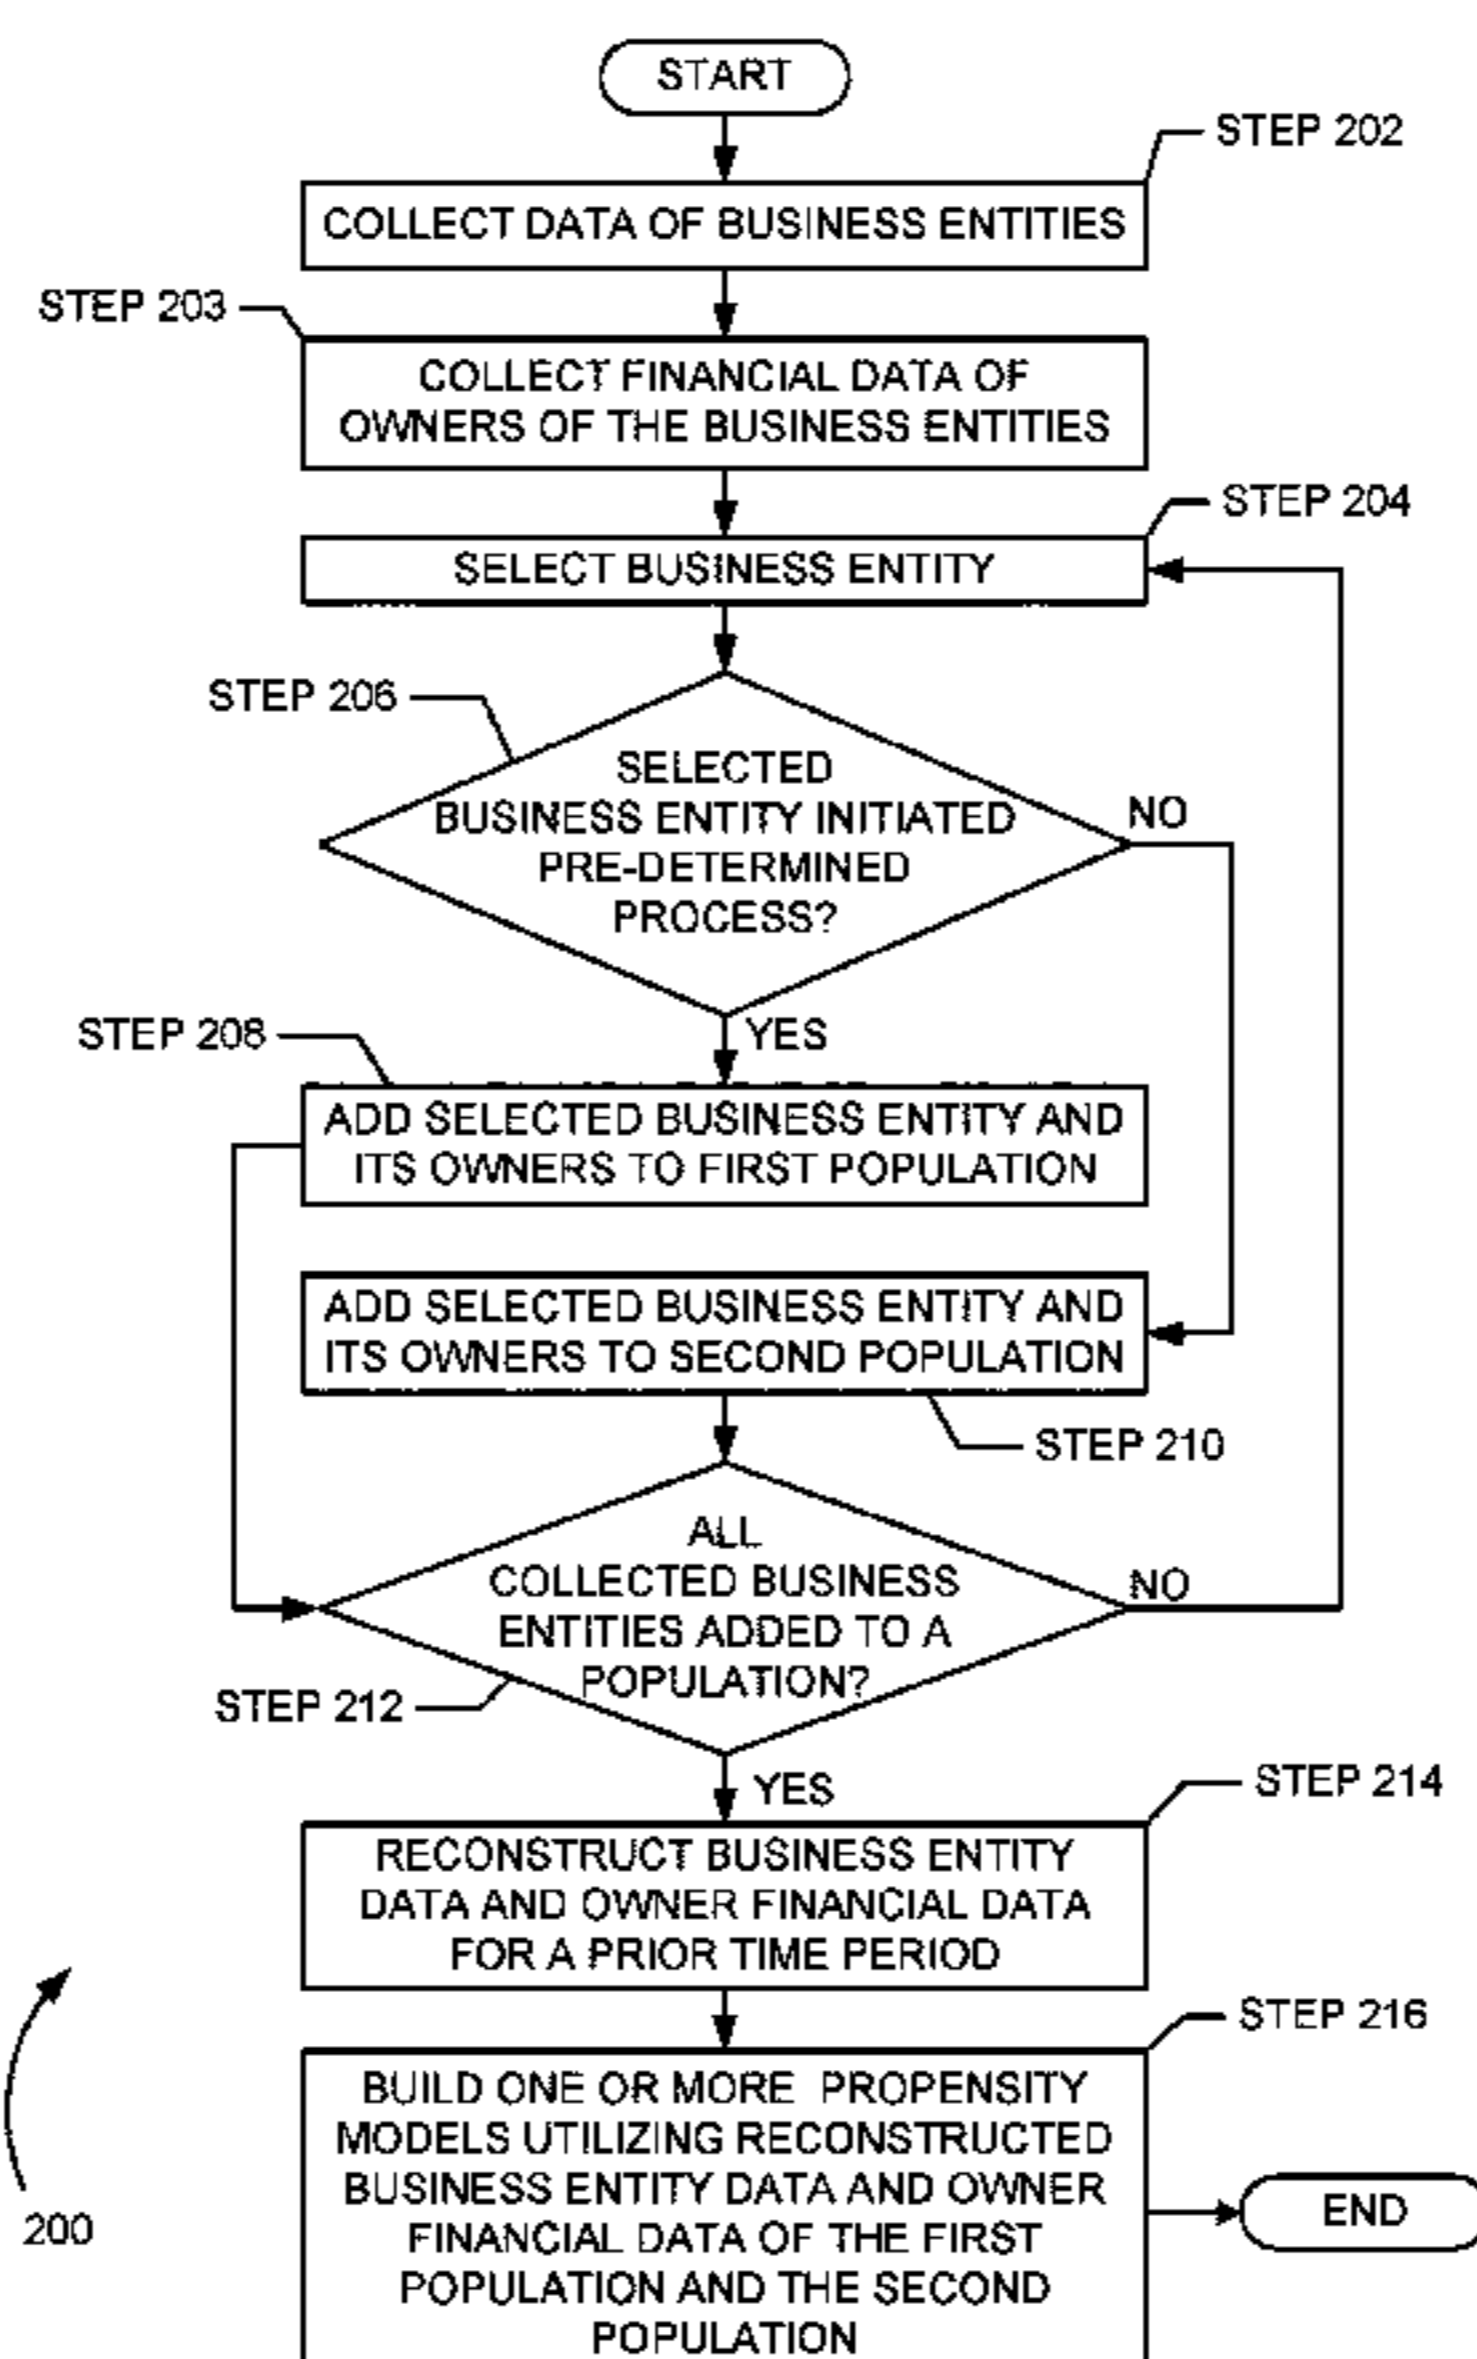 START
STEP 202
COLLECT DATA OF BUSINESS ENTITIES
STEP 203
COLLECT FINANCIAL DATA OF
OWNERS OF THE BUSINESS ENTITIES
STEP 204
SELECT BUSINESS ENTITY
STEP 206
SELECTED
BUSINESS ENTITY INITIATED
PRE-DETERMINED
PROCESS?
NO
YES
STEP 208
ADD SELECTED BUSINESS ENTITY AND
ITS OWNERS TO FIRST POPULATION
ADD SELECTED BUSINESS ENTITY AND
ITS OWNERS TO SECOND POPULATION
STEP 210
ALL
COLLECTED BUSINESS
ENTITIES ADDED TO A
POPULATION?
NO
STEP 212
YES
STEP 214
RECONSTRUCT BUSINESS ENTITY
DATA AND OWNER FINANCIAL DATA
FOR A PRIOR TIME PERIOD
STEP 216
BUILD ONE OR MORE PROPENSITY
MODELS UTILIZING RECONSTRUCTED
BUSINESS ENTITY DATA AND OWNER
FINANCIAL DATA OF THE FIRST
POPULATION AND THE SECOND
POPULATION
END
200